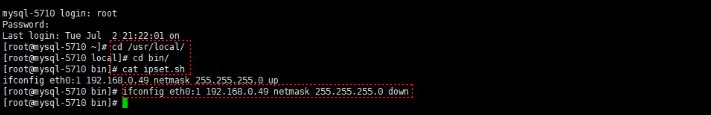 mysql-5710 login: root
Password:
Last login: Tue Jul  2 21:22:01 on
[root@mysql-5710 ~]# cd /usr/local/
[root@mysql-5710 local]# cd bin/
[root@mysql-5710 bin]# cat ipset.sh
ifconfig eth0:1 192.168.0.49 netmask 255.255.255.0 up
[root@mysql-5710 bin]# ifconfig eth0:1 192.168.0.49 netmask 255.255.255.0 down
[root@mysql-5710 bin]#